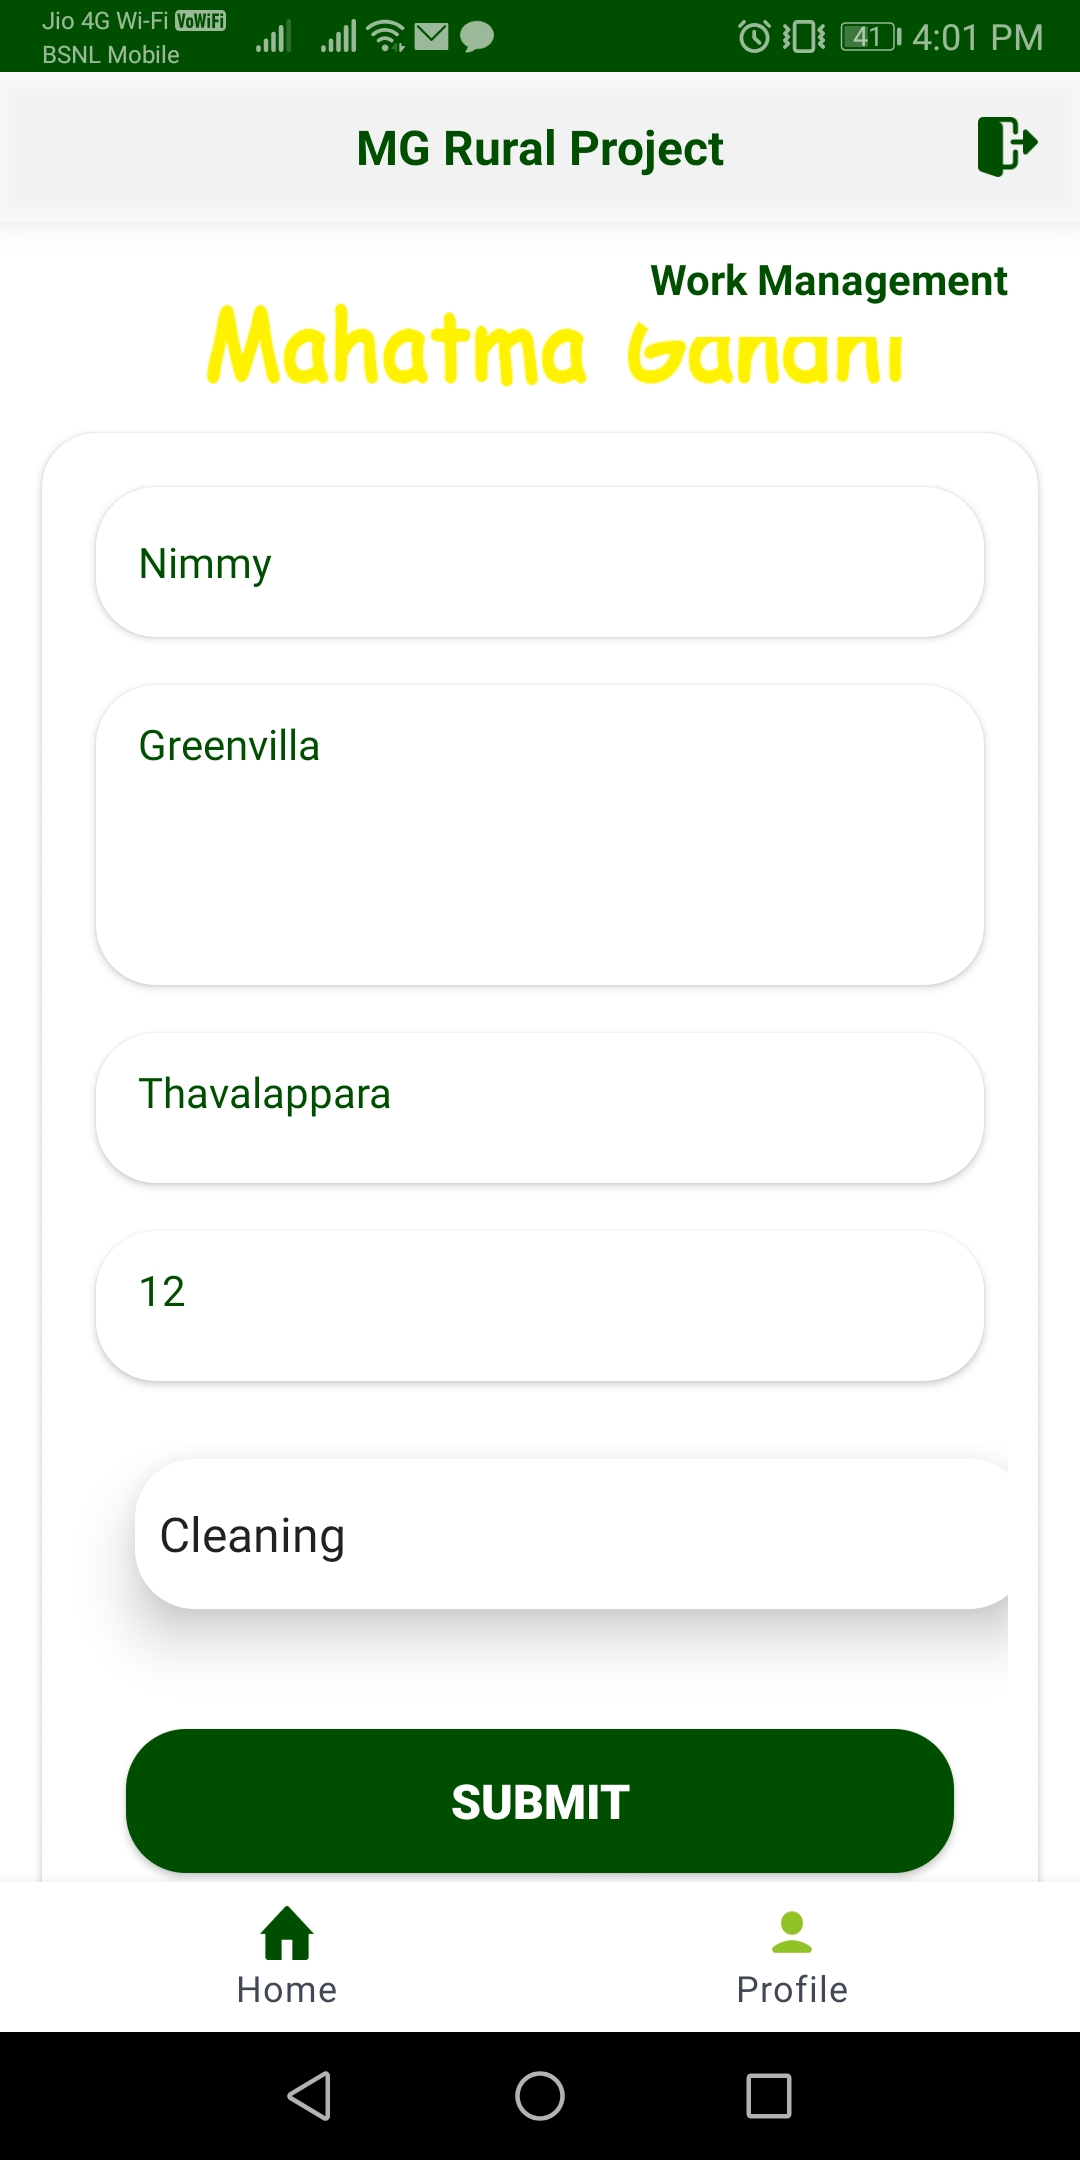 Jio 4G Wi-Fi VoWiFi
BSNL Mobile
41 4:01 PM
MG Rural Project
Work Management
Mahatma
Nimmy
Greenvilla
Thavalappara
12
Cleaning
SUBMIT
Home
Profile